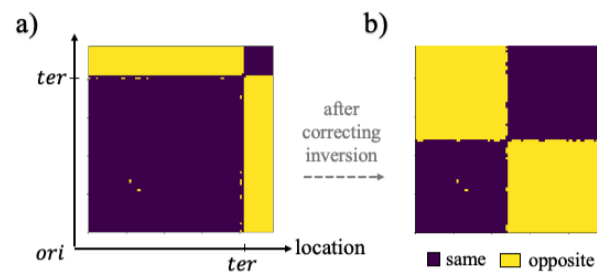 a)
b)
ter
after
correcting
inversion
ori
location
ter
same
opposite